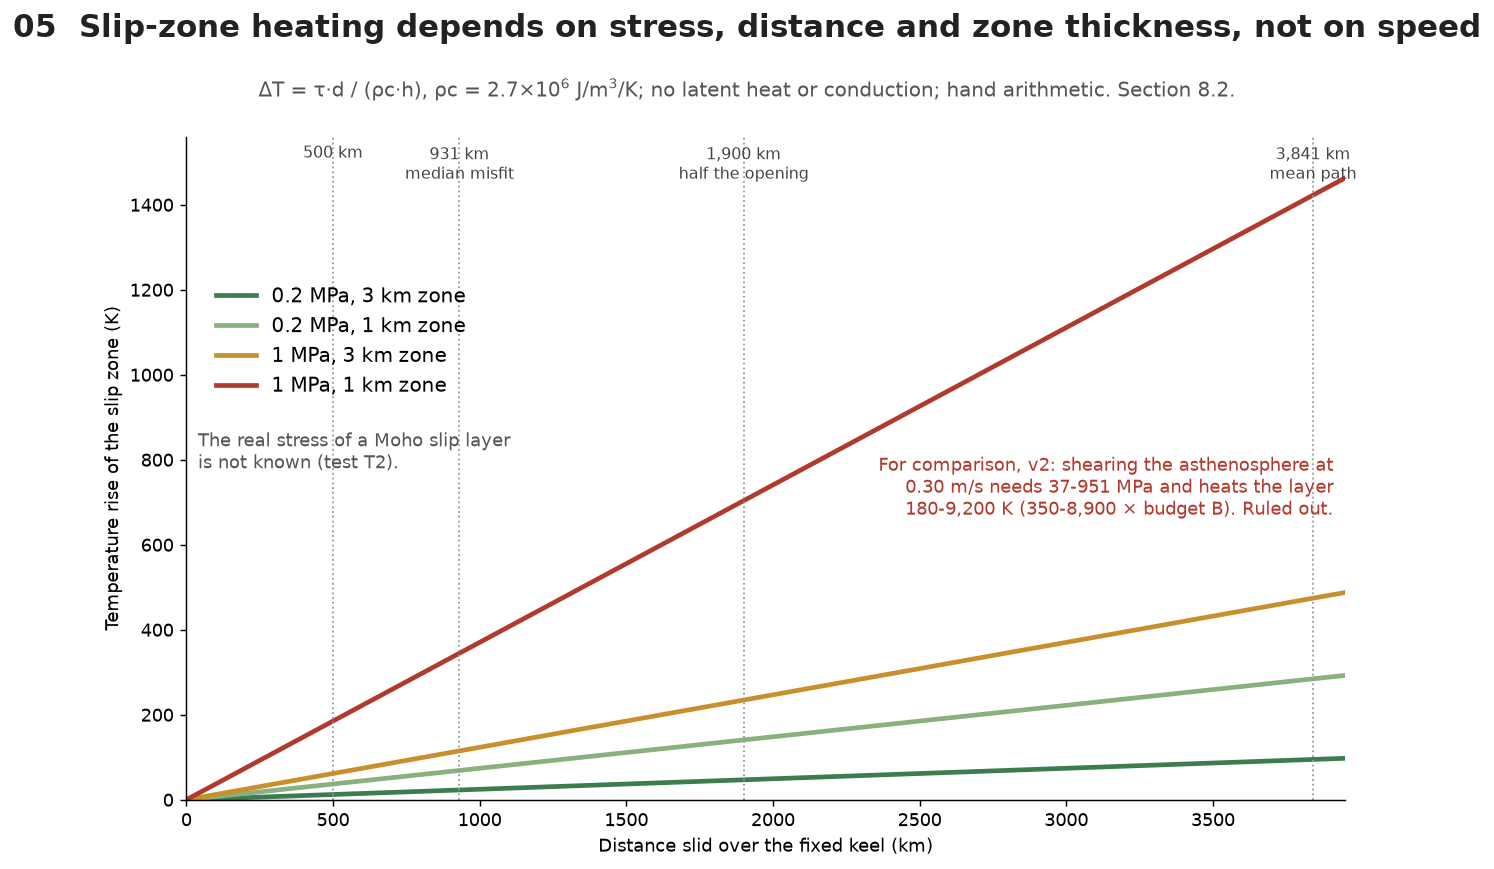 05 Slip-zone heating depends on stress, distance and zone thickness, not on speed
ΔT = τ·d / (ρc·h), ρc = 2.7×10⁶ J/m³/K; no latent heat or conduction; hand arithmetic. Section 8.2.
500 km
931 km
median misfit
1,900 km
half the opening
3,841 km
mean path
Temperature rise of the slip zone (K)
1400
1200
1000
800
600
400
200
0
0.2 MPa, 3 km zone
0.2 MPa, 1 km zone
1 MPa, 3 km zone
1 MPa, 1 km zone
The real stress of a Moho slip layer
is not known (test T2).
For comparison, v2: shearing the asthenosphere at
0.30 m/s needs 37-951 MPa and heats the layer
180-9,200 K (350-8,900 × budget B). Ruled out.
0 500 1000 1500 2000 2500 3000 3500
Distance slid over the fixed keel (km)